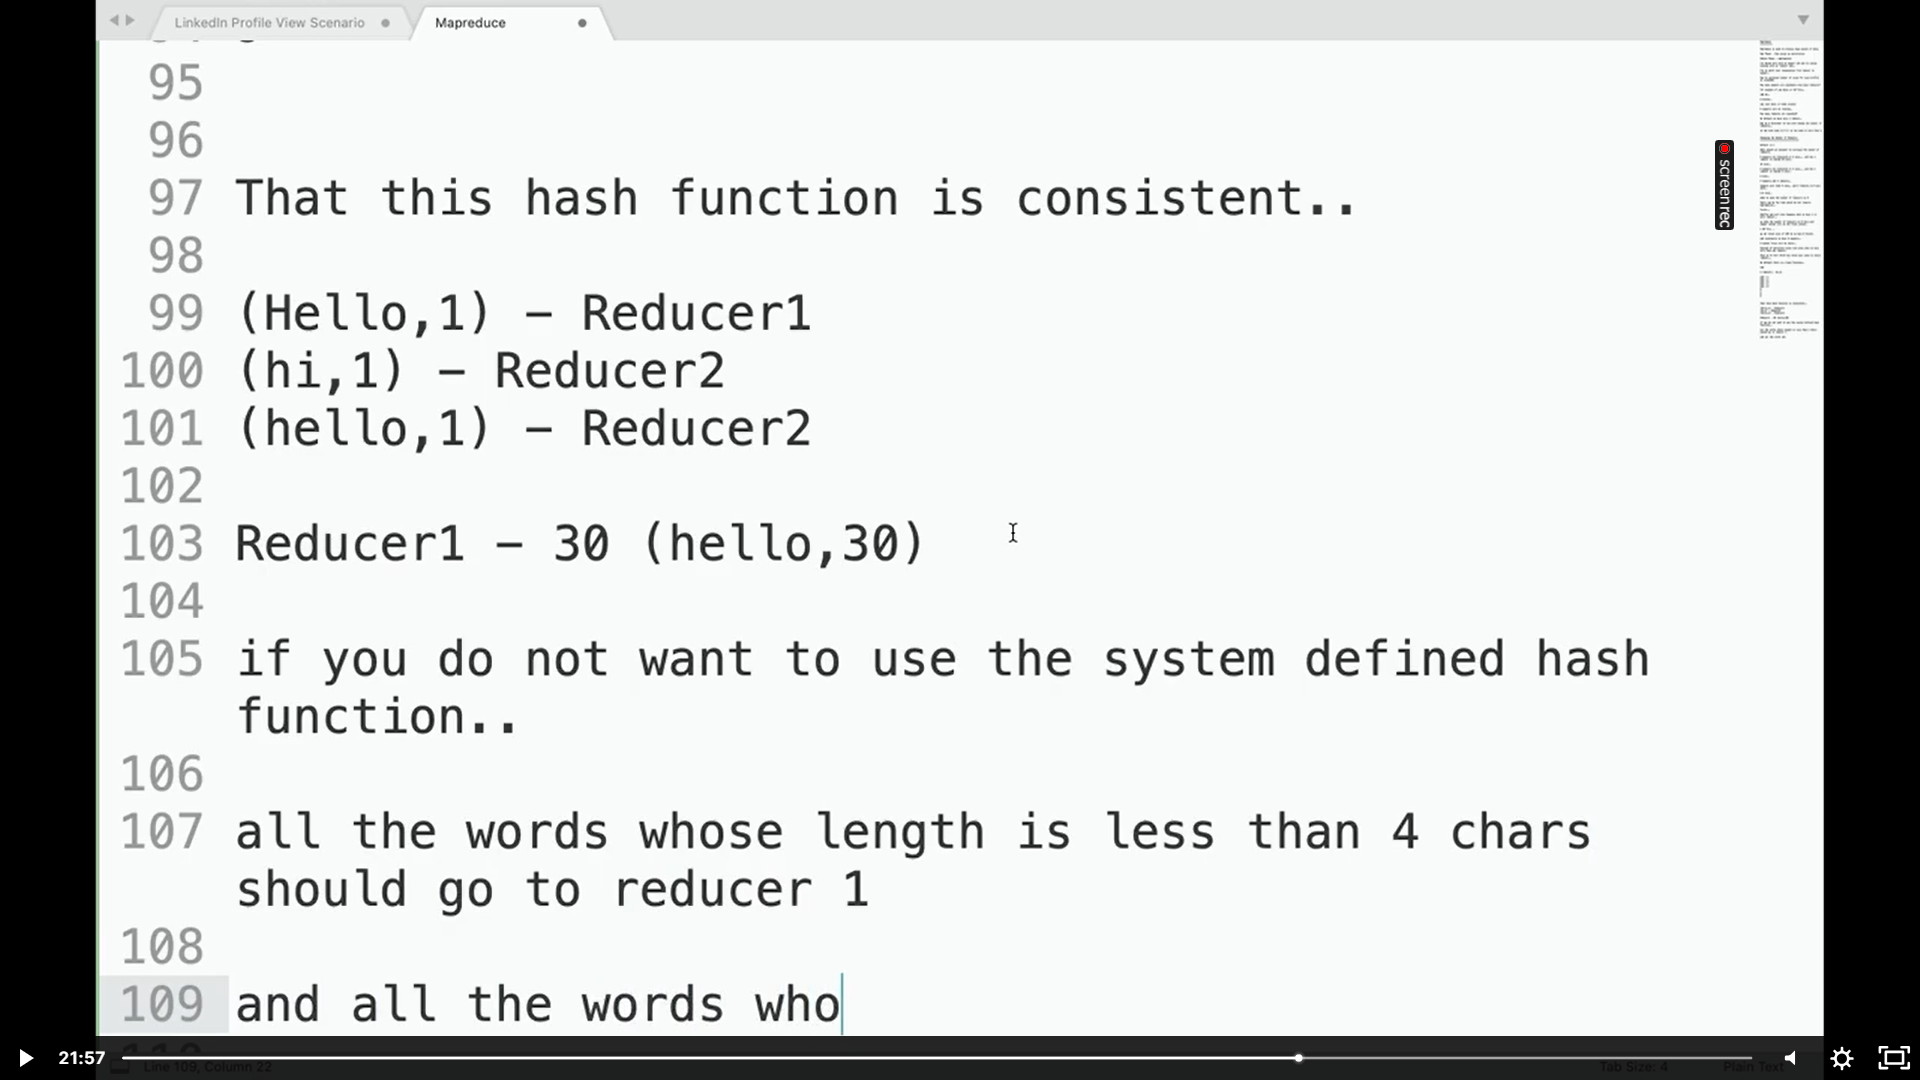 LinkedIn Profile View Scenario
Mapreduce
95
96
97 That this hash function is consistent..
98
99 (Hello,1) - Reducer1
100 (hi,1) - Reducer2
101 (hello,1) - Reducer2
102
103 Reducer1 - 30 (hello,30)
104
105 if you do not want to use the system defined hash
function..
106
107 all the words whose length is less than 4 chars
should go to reducer 1
108
109 and all the words who
screenrec
21:57
Line 109, Column 22
Tab Size: 4
Plain Text